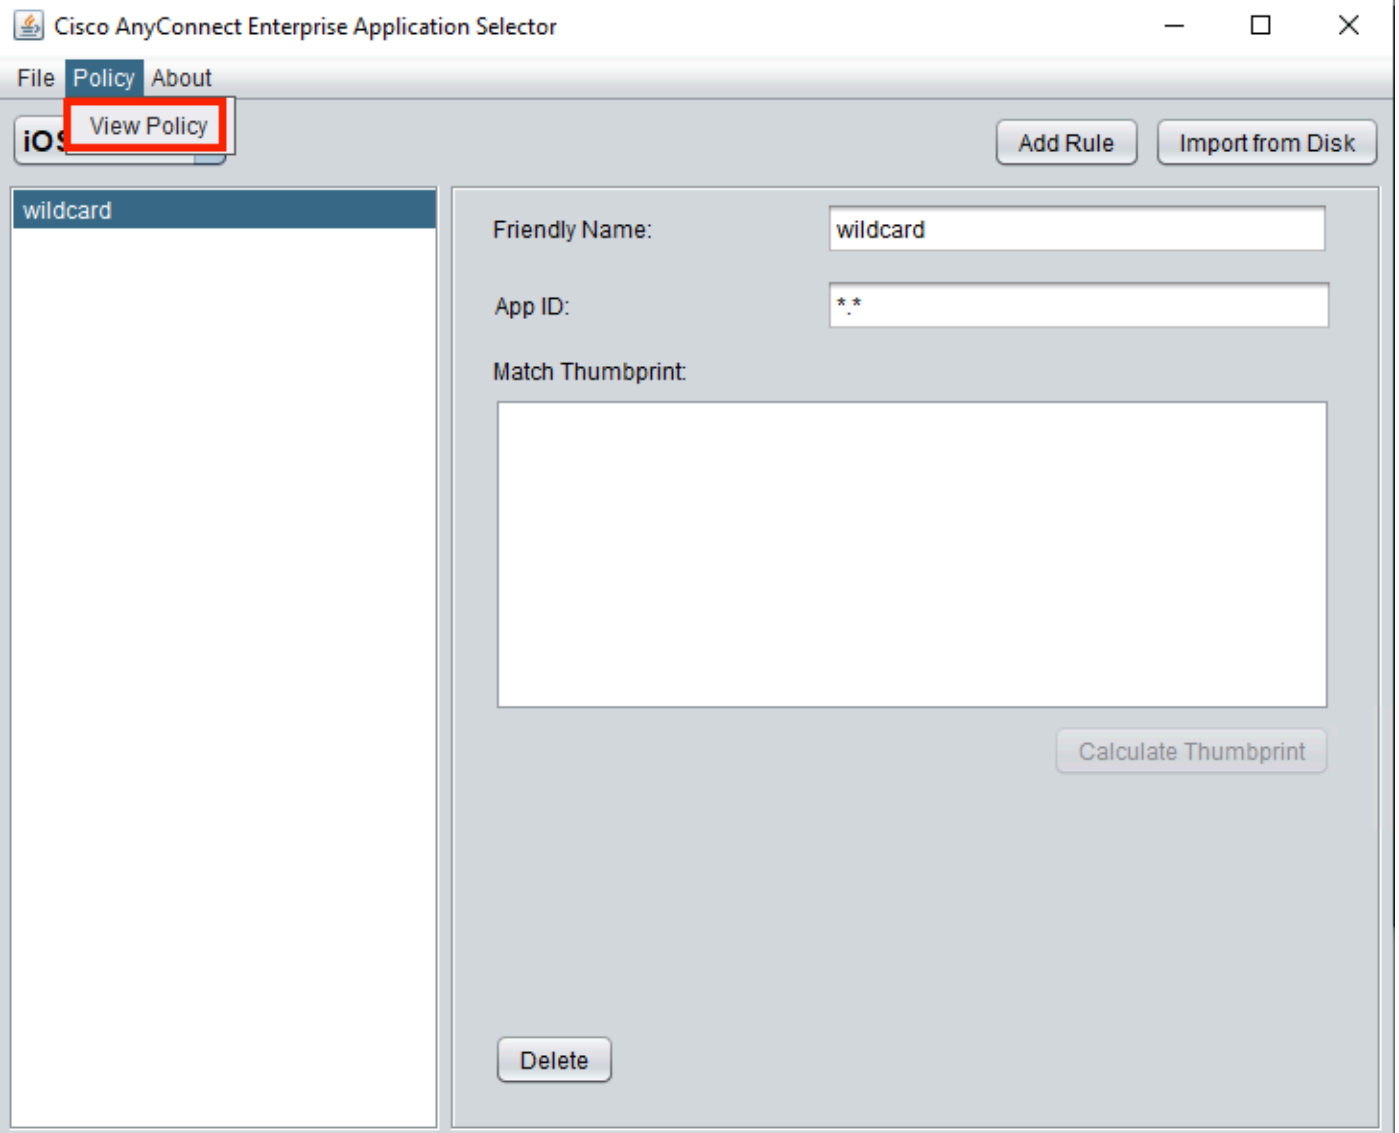 Cisco AnyConnect Enterprise Application Selector
File Policy About
View Policy
iOS
Add Rule Import from Disk
wildcard
Friendly Name: wildcard
App ID: *.*
Match Thumbprint:
Calculate Thumbprint
Delete